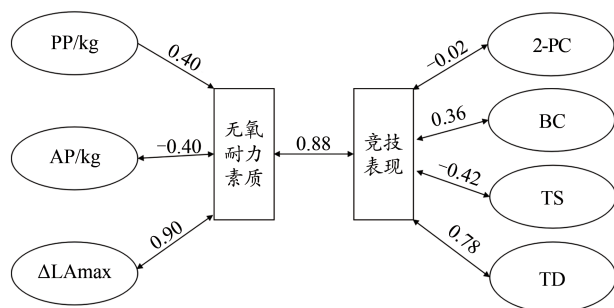 PP/kg
0.40
AP/kg
−0.40
ΔLAmax
0.90
无氧
耐力
素质
0.88
竞技
表现
−0.02
2-PC
0.36
BC
−0.42
TS
0.78
TD